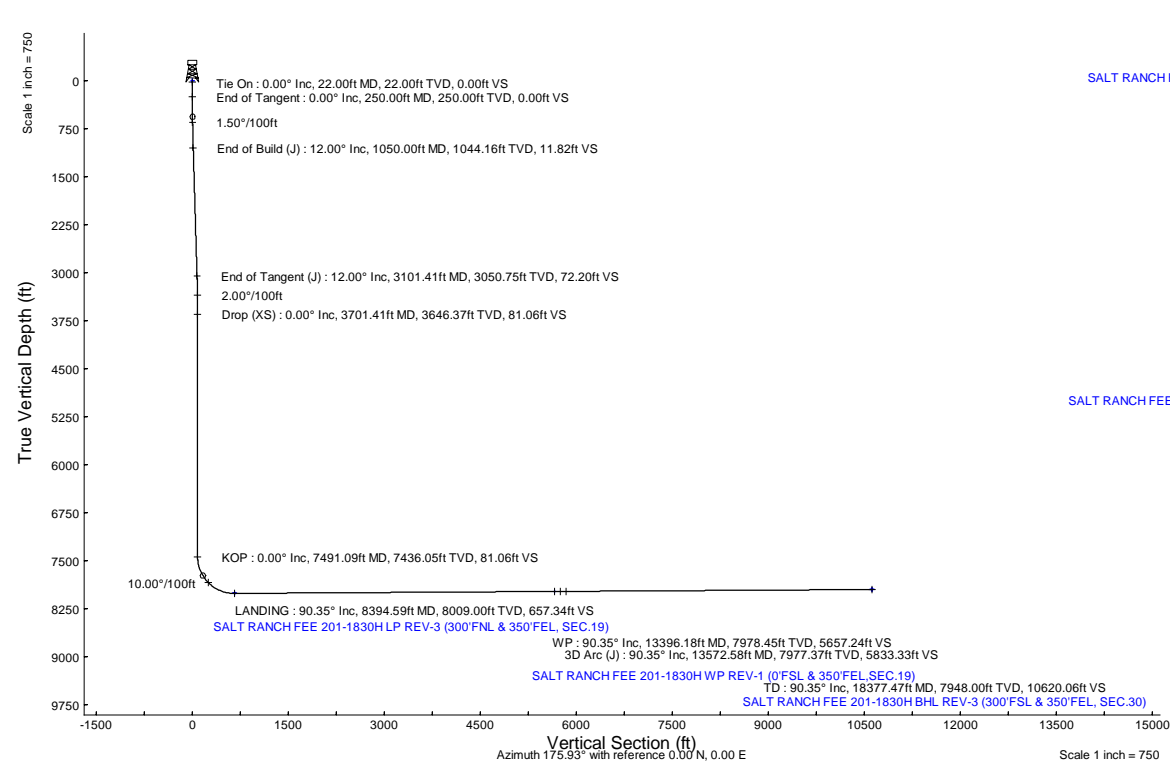 Scale 1 inch = 750
True Vertical Depth (ft)
0
750
1500
2250
3000
3750
4500
5250
6000
6750
7500
8250
9000
9750
Tie On : 0.00° Inc, 22.00ft MD, 22.00ft TVD, 0.00ft VS
End of Tangent : 0.00° Inc, 250.00ft MD, 250.00ft TVD, 0.00ft VS
1.50°/100ft
End of Build (J) : 12.00° Inc, 1050.00ft MD, 1044.16ft TVD, 11.82ft VS
End of Tangent (J) : 12.00° Inc, 3101.41ft MD, 3050.75ft TVD, 72.20ft VS
2.00°/100ft
Drop (XS) : 0.00° Inc, 3701.41ft MD, 3646.37ft TVD, 81.06ft VS
KOP : 0.00° Inc, 7491.09ft MD, 7436.05ft TVD, 81.06ft VS
10.00°/100ft
LANDING : 90.35° Inc, 8394.59ft MD, 8009.00ft TVD, 657.34ft VS
SALT RANCH FEE 201-1830H LP REV-3 (300'FNL & 350'FEL, SEC.19)
WP : 90.35° Inc, 13396.18ft MD, 7978.45ft TVD, 5657.24ft VS
3D Arc (J) : 90.35° Inc, 13572.58ft MD, 7977.37ft TVD, 5833.33ft VS
SALT RANCH FEE 201-1830H WP REV-1 (0'FSL & 350'FEL,SEC.19)
TD : 90.35° Inc, 18377.47ft MD, 7948.00ft TVD, 10620.06ft VS
SALT RANCH FEE 201-1830H BHL REV-3 (300'FSL & 350'FEL, SEC.30)
SALT RANCH
SALT RANCH FEE
-1500 0 1500 3000 4500 6000 7500 9000 10500 12000 13500 15000
Vertical Section (ft)
Azimuth 175.93° with reference 0.00 N, 0.00 E
Scale 1 inch = 750